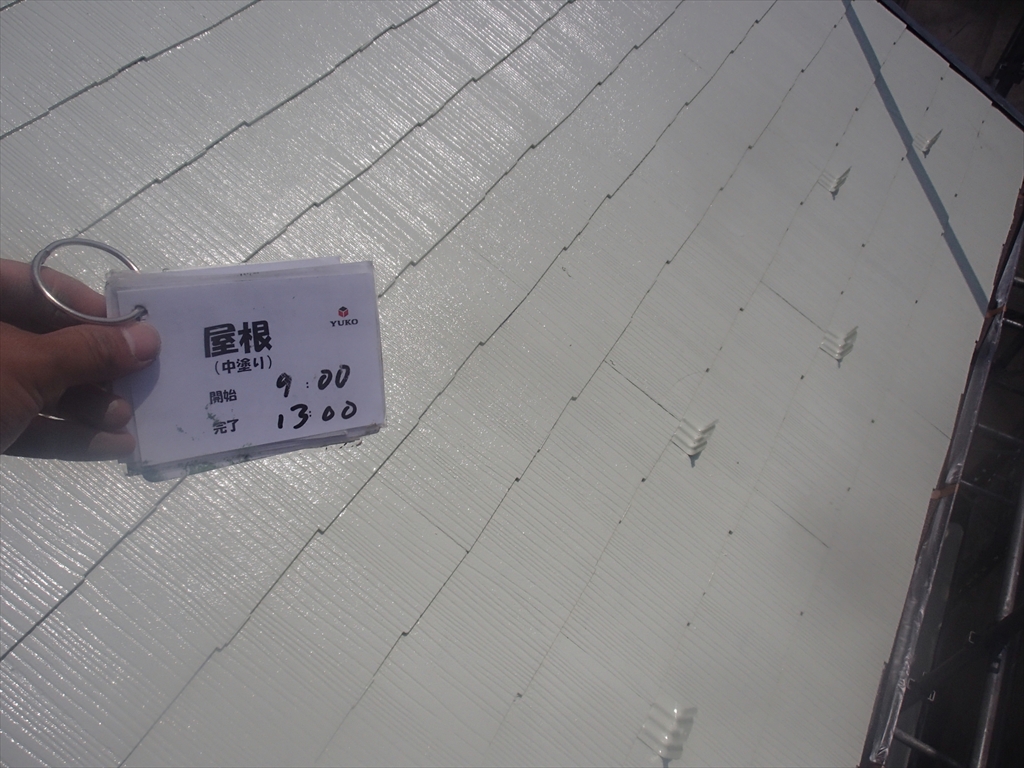 屋根
YUKO
(中塗り)
開始 9:00
完了 13:00